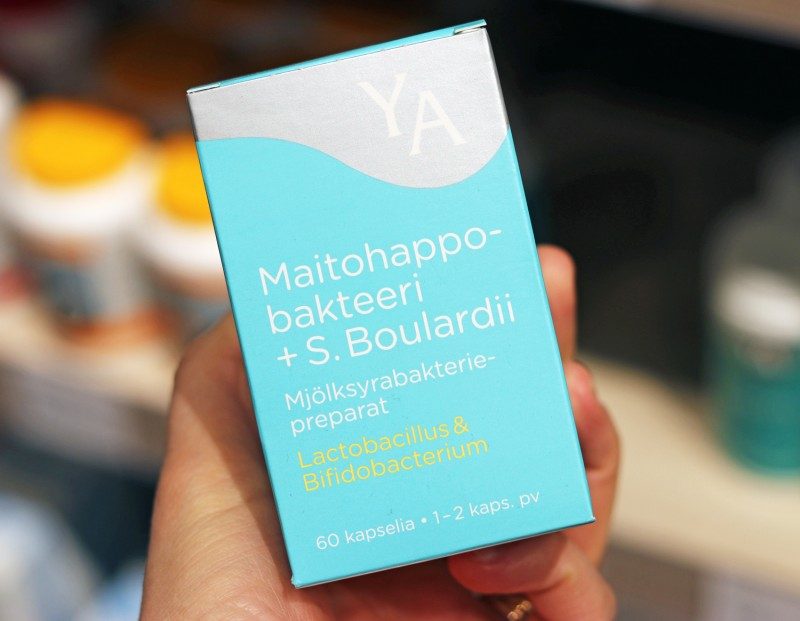 YA
Maitohappo-
bakteeri
+ S. Boulardii
Mjölksyrabakterie-
preparat
Lactobacillus &
Bifidobacterium
60 kapselia • 1–2 kaps. pv